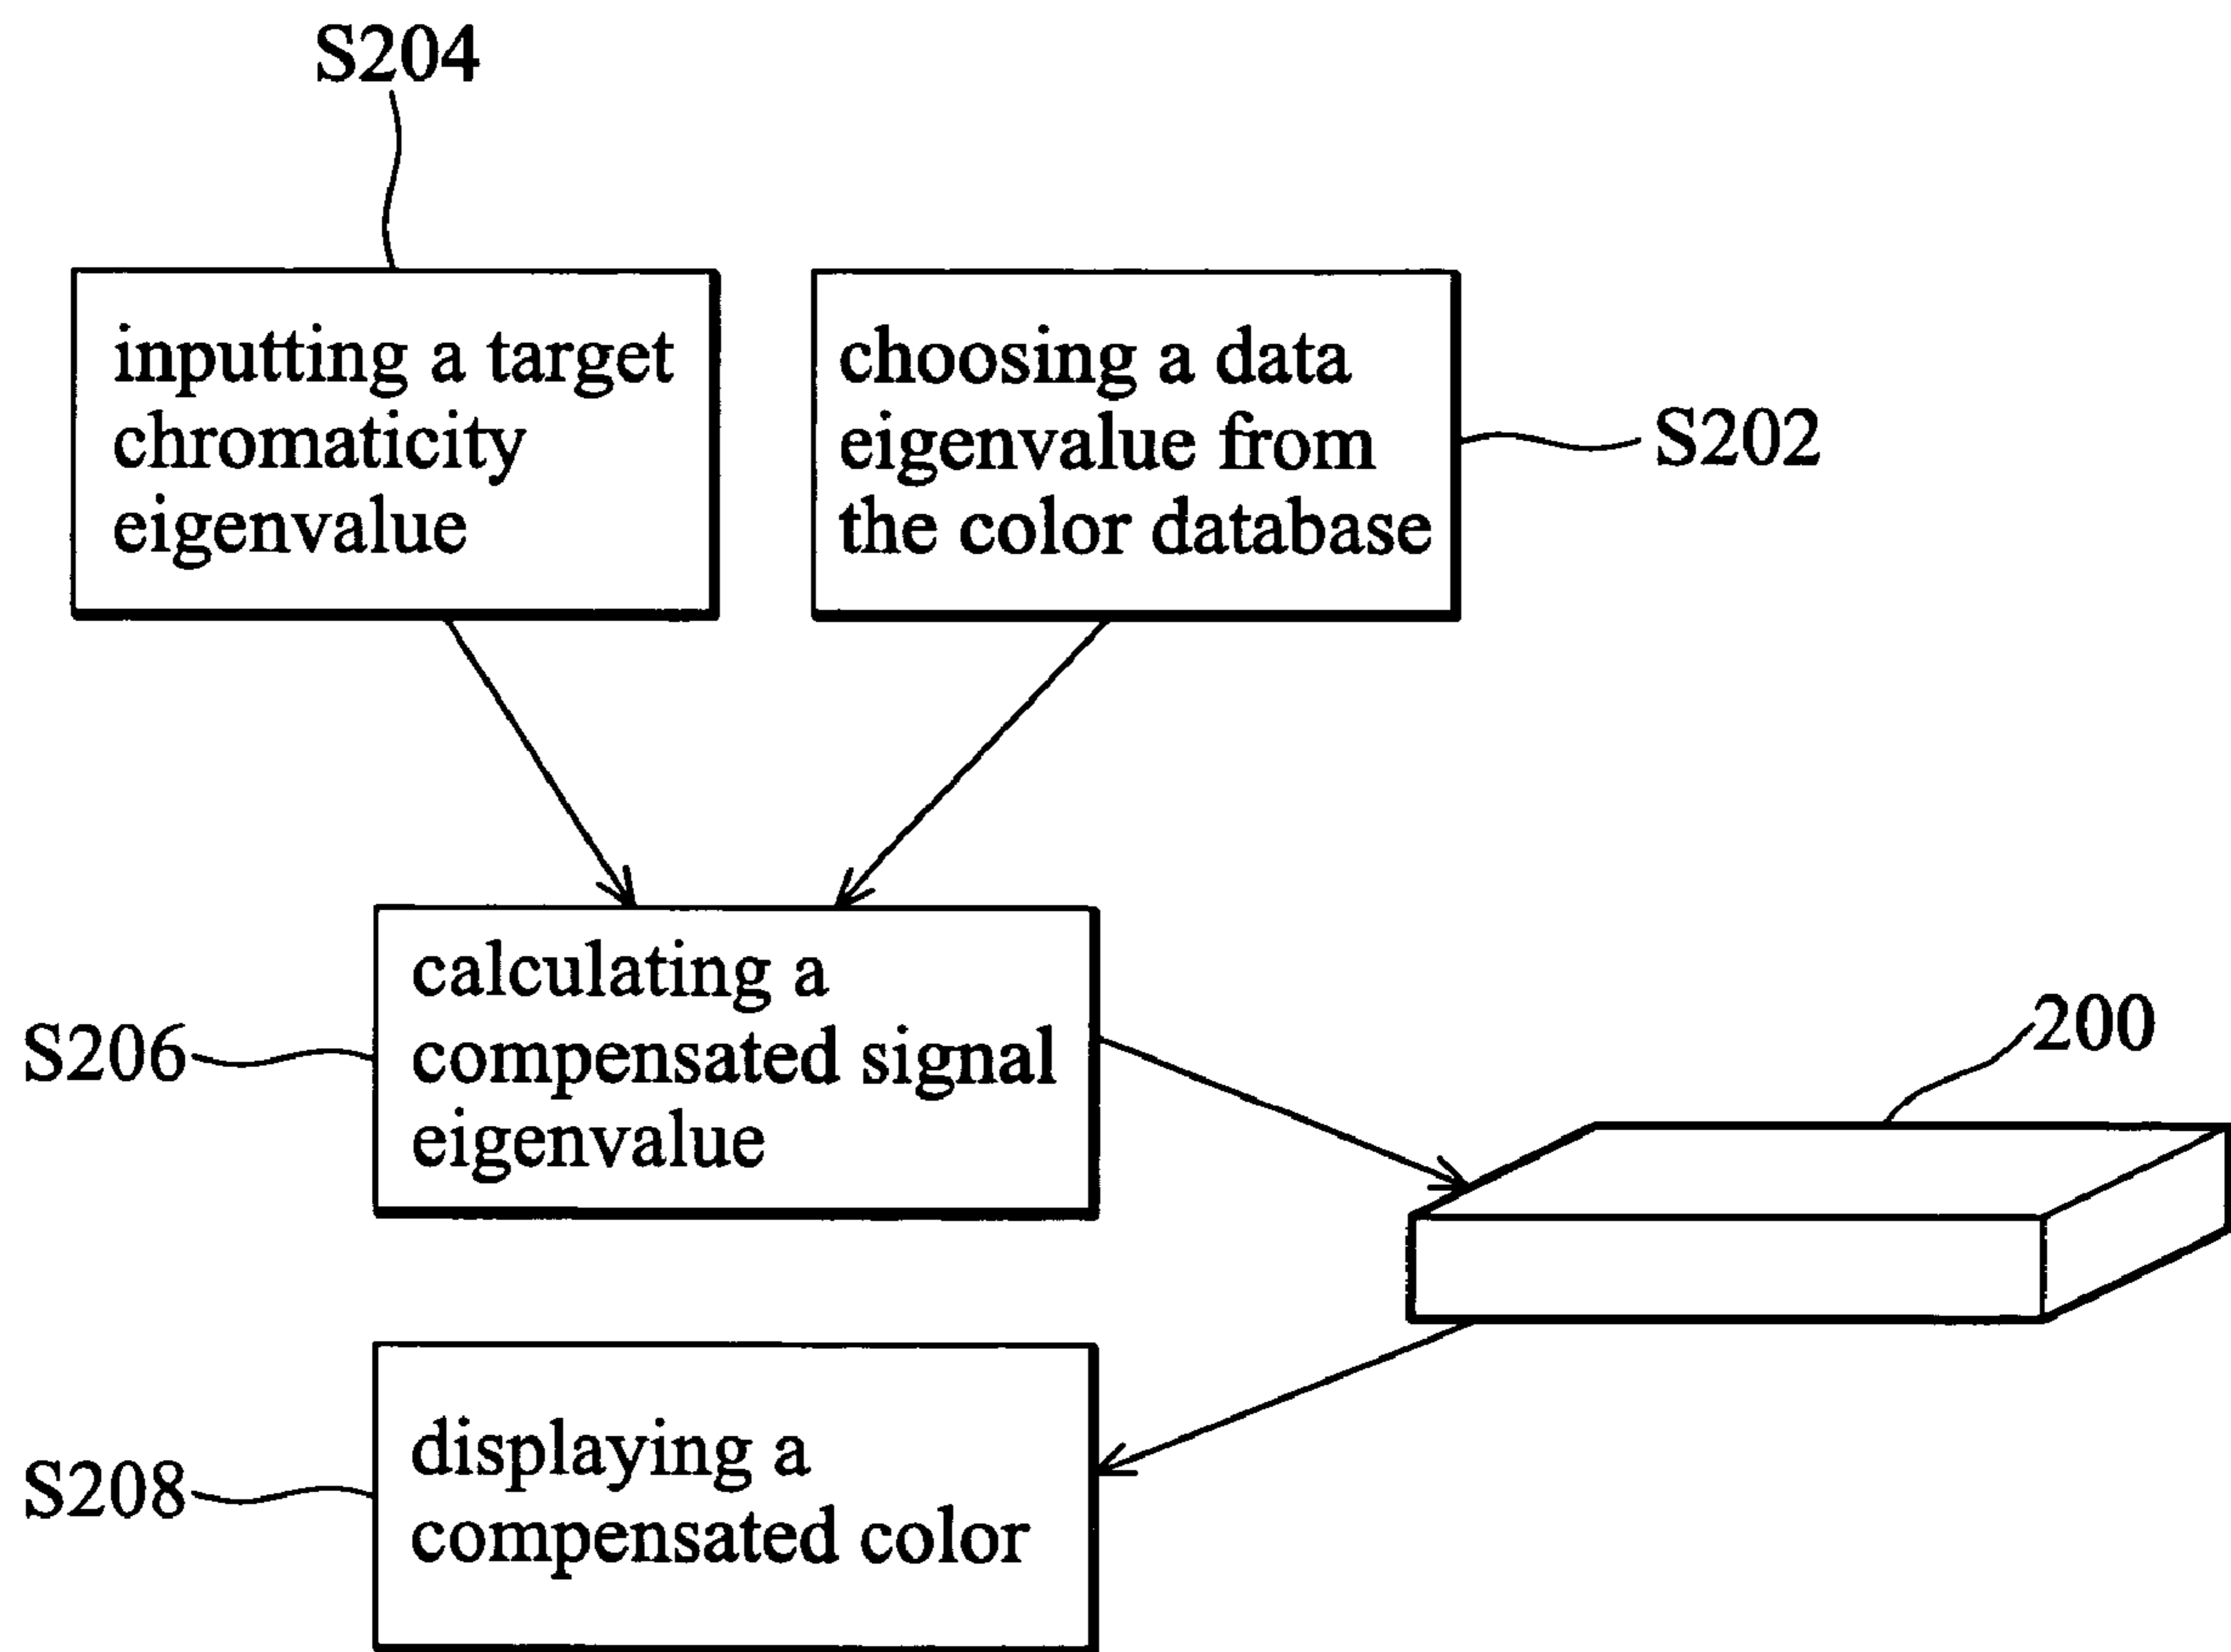 S204
inputting a target
chromaticity
eigenvalue
choosing a data
eigenvalue from
the color database
S202
calculating a
compensated signal
eigenvalue
S206
200
displaying a
compensated color
S208